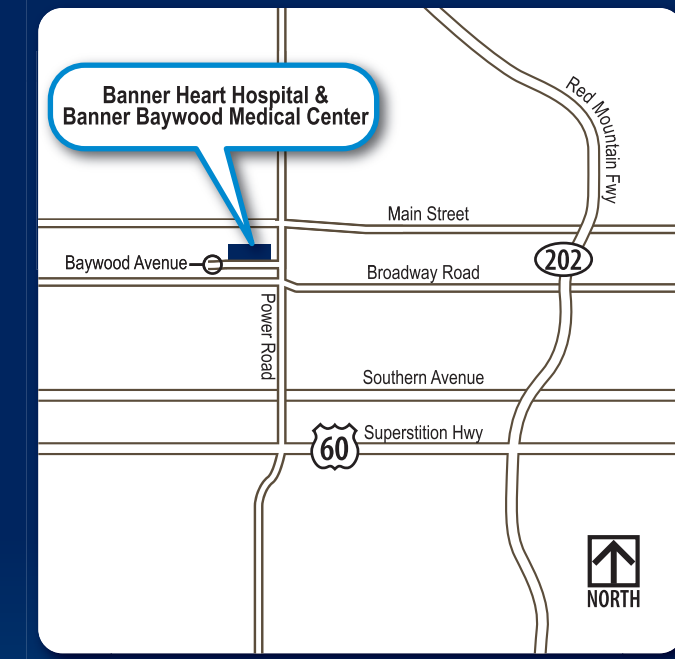 Banner Heart Hospital &
Banner Baywood Medical Center
Red Mountain Fwy
Main Street
Baywood Avenue
202
Broadway Road
Power Road
Southern Avenue
60
Superstition Hwy
NORTH